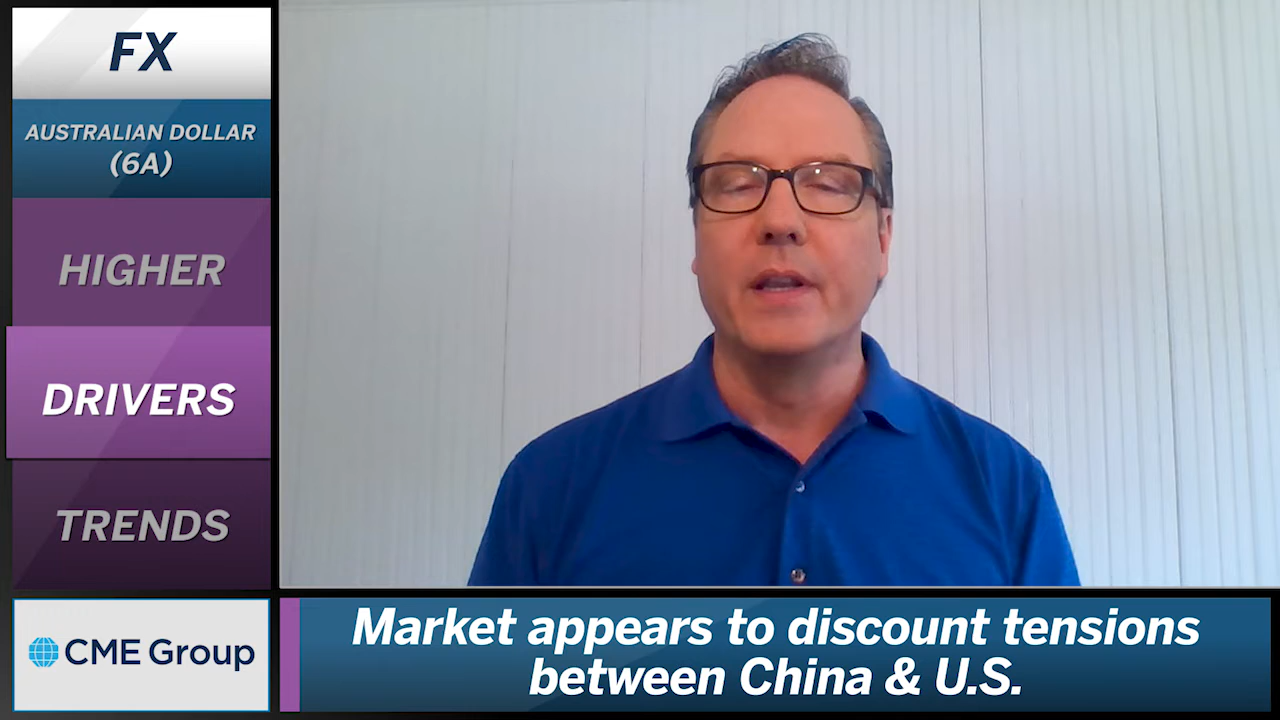 FX
AUSTRALIAN DOLLAR
(6A)
HIGHER
DRIVERS
TRENDS
CME Group
Market appears to discount tensions
between China & U.S.